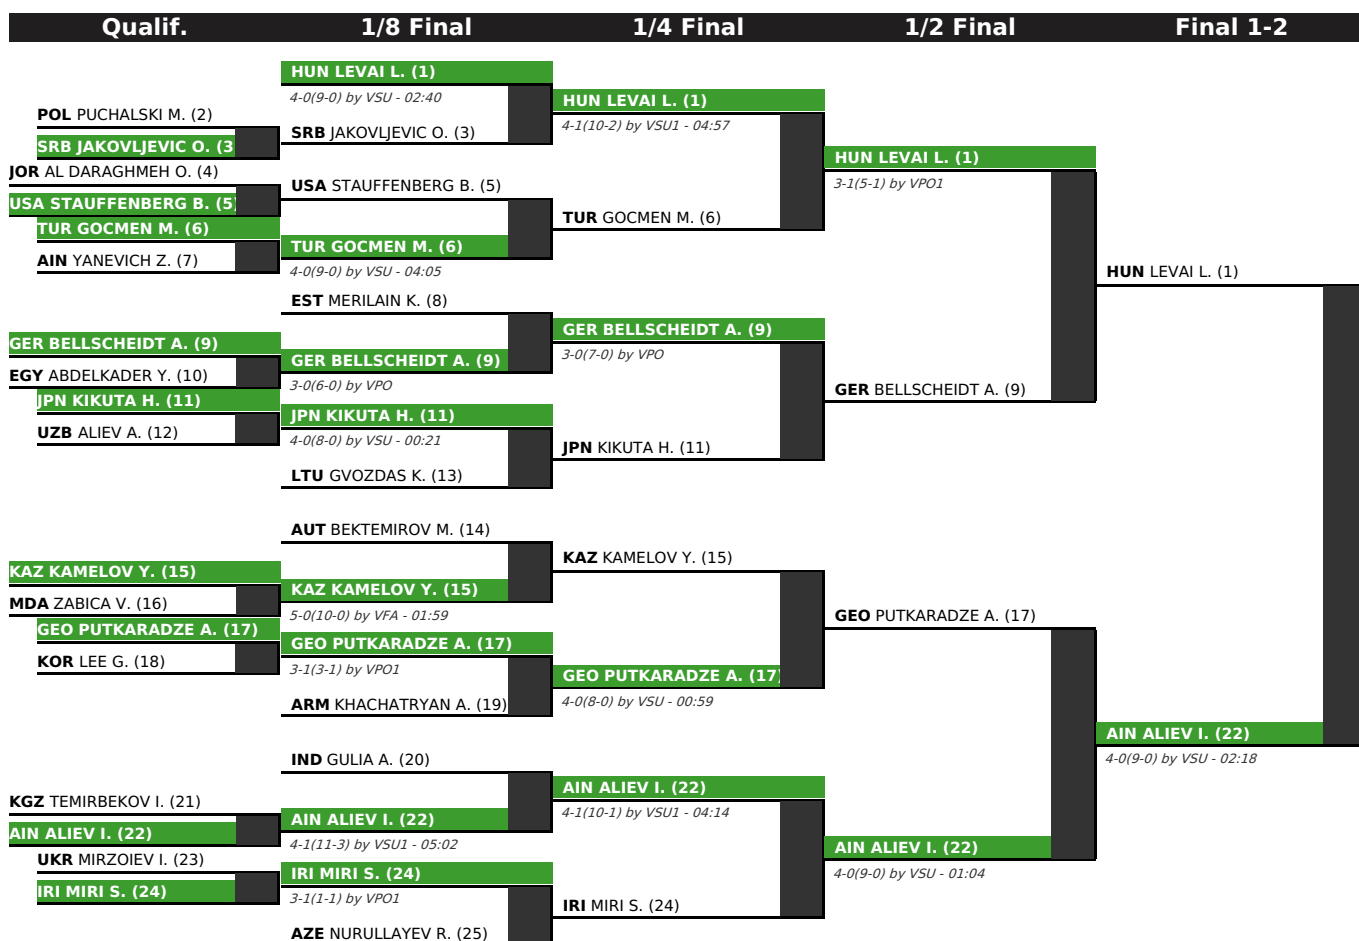 Qualif.
1/8 Final
1/4 Final
1/2 Final
Final 1-2
POL PUCHALSKI M. (2)
SRB JAKOVLJEVIC O. (3
JOR AL DARAGHMEH O. (4)
USA STAUFFENBERG B. (5)
TUR GOCMEN M. (6)
AIN YANEVICH Z. (7)
GER BELLSCHEIDT A. (9)
EGY ABDELKADER Y. (10)
JPN KIKUTA H. (11)
UZB ALIEV A. (12)
KAZ KAMELOV Y. (15)
MDA ZABICA V. (16)
GEO PUTKARADZE A. (17)
KOR LEE G. (18)
KGZ TEMIRBEKOV I. (21)
AIN ALIEV I. (22)
UKR MIRZOIEV I. (23)
IRI MIRI S. (24)
HUN LEVAI L. (1)
4-0(9-0) by VSU - 02:40
SRB JAKOVLJEVIC O. (3)
USA STAUFFENBERG B. (5)
TUR GOCMEN M. (6)
4-0(9-0) by VSU - 04:05
EST MERILAIN K. (8)
GER BELLSCHEIDT A. (9)
3-0(6-0) by VPO
JPN KIKUTA H. (11)
4-0(8-0) by VSU - 00:21
LTU GVOZDAS K. (13)
AUT BEKTEMIROV M. (14)
KAZ KAMELOV Y. (15)
5-0(10-0) by VFA - 01:59
GEO PUTKARADZE A. (17)
3-1(3-1) by VPO1
ARM KHACHATRYAN A. (19)
IND GULIA A. (20)
AIN ALIEV I. (22)
4-1(11-3) by VSU1 - 05:02
IRI MIRI S. (24)
3-1(1-1) by VPO1
AZE NURULLAYEV R. (25)
HUN LEVAI L. (1)
4-1(10-2) by VSU1 - 04:57
TUR GOCMEN M. (6)
GER BELLSCHEIDT A. (9)
3-0(7-0) by VPO
JPN KIKUTA H. (11)
KAZ KAMELOV Y. (15)
GEO PUTKARADZE A. (17)
4-0(8-0) by VSU - 00:59
AIN ALIEV I. (22)
4-1(10-1) by VSU1 - 04:14
IRI MIRI S. (24)
HUN LEVAI L. (1)
3-1(5-1) by VPO1
GER BELLSCHEIDT A. (9)
GEO PUTKARADZE A. (17)
AIN ALIEV I. (22)
4-0(9-0) by VSU - 01:04
HUN LEVAI L. (1)
AIN ALIEV I. (22)
4-0(9-0) by VSU - 02:18